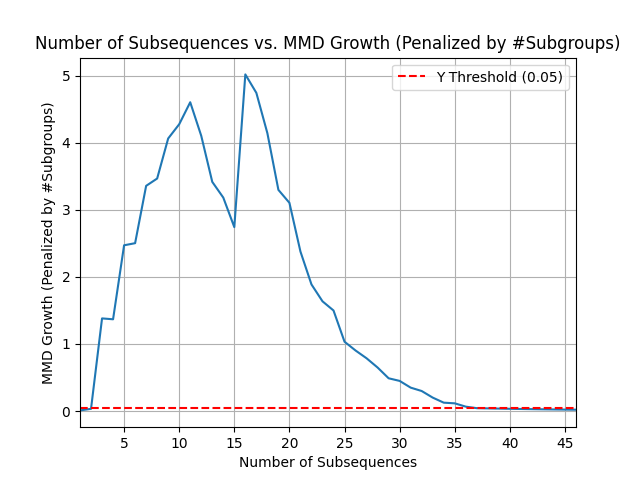 Number of Subsequences vs. MMD Growth (Penalized by #Subgroups)
Y Threshold (0.05)
MMD Growth (Penalized by #Subgroups)
5
4
3
2
1
0
5 10 15 20 25 30 35 40 45
Number of Subsequences